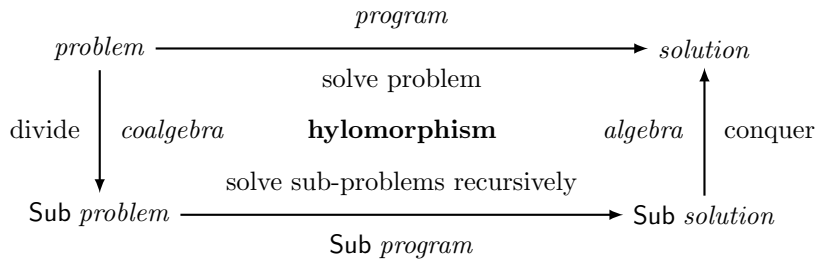 program
problem solution
solve problem
divide coalgebra hylomorphism algebra conquer
solve sub-problems recursively
Sub problem Sub solution
Sub program